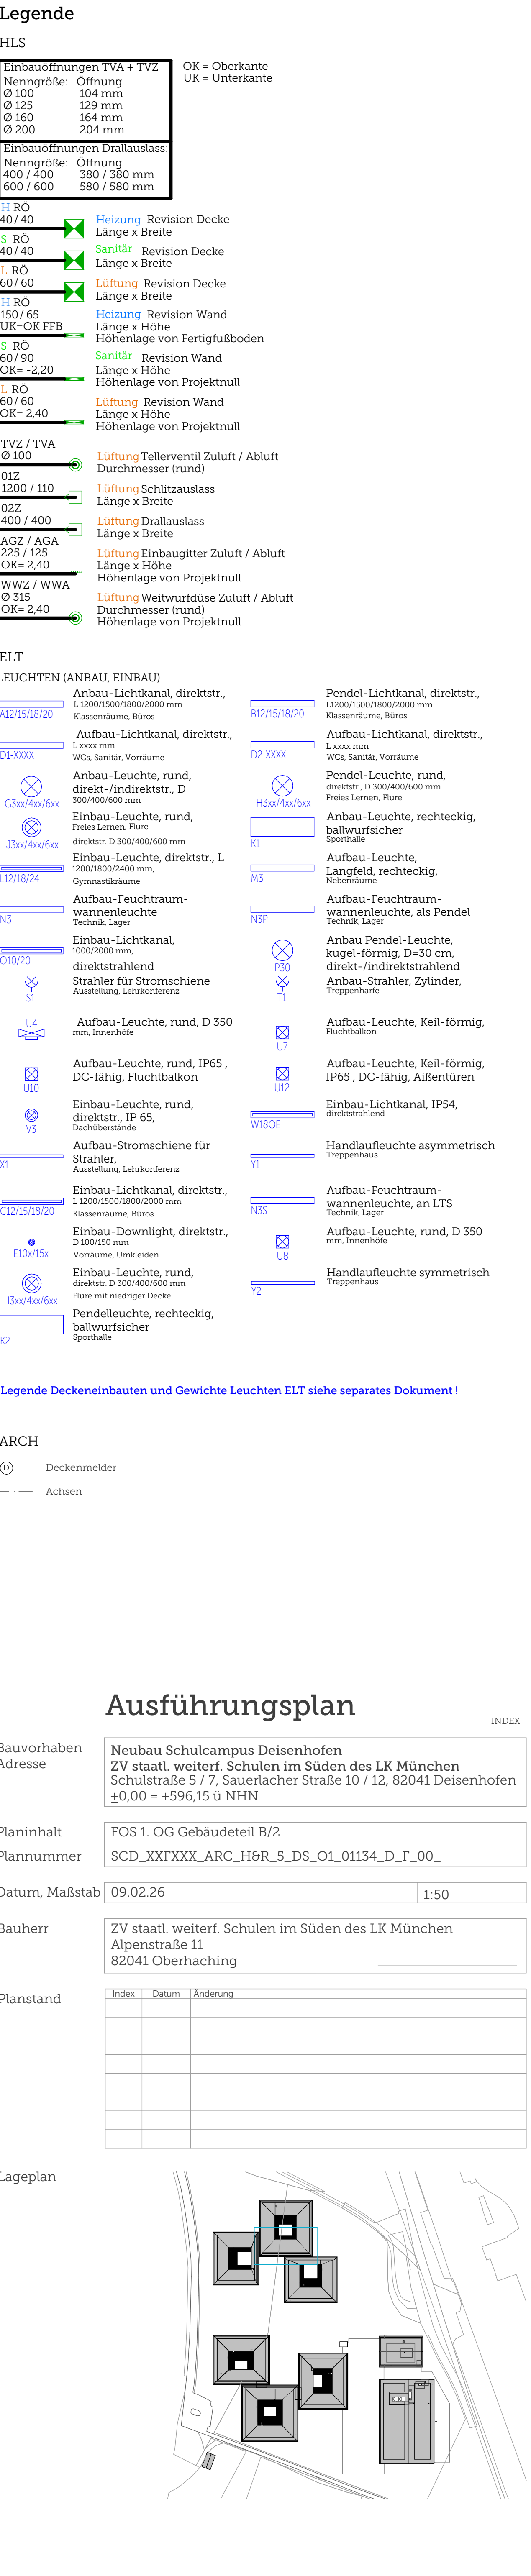 Legende
HLS
Einbauöffnungen TVA + TVZ
Nenngröße: Öffnung
Ø 100 104 mm
Ø 125 129 mm
Ø 160 164 mm
Ø 200 204 mm
OK = Oberkante
UK = Unterkante
Einbauöffnungen Drallauslass:
Nenngröße: Öffnung
400 / 400 380 / 380 mm
600 / 600 580 / 580 mm
H RÖ
40 / 40
Heizung Revision Decke
Länge x Breite
S RÖ
40 / 40
Sanitär Revision Decke
Länge x Breite
L RÖ
60 / 60
Lüftung Revision Decke
Länge x Breite
H RÖ
150 / 65
UK=OK FFB
Heizung Revision Wand
Länge x Höhe
Höhenlage von Fertigfußboden
S RÖ
60 / 90
OK= -2,20
Sanitär Revision Wand
Länge x Höhe
Höhenlage von Projektnull
L RÖ
60 / 60
OK= 2,40
Lüftung Revision Wand
Länge x Höhe
Höhenlage von Projektnull
TVZ / TVA
Ø 100
Lüftung Tellerventil Zuluft / Abluft
Durchmesser (rund)
01Z
1200 / 110
Lüftung Schlitzauslass
Länge x Breite
02Z
400 / 400
Lüftung Drallauslass
Länge x Breite
AGZ / AGA
225 / 125
OK= 2,40
Lüftung Einbaugitter Zuluft / Abluft
Länge x Höhe
Höhenlage von Projektnull
WWZ / WWA
Ø 315
OK= 2,40
Lüftung Weitwurfdüse Zuluft / Abluft
Durchmesser (rund)
Höhenlage von Projektnull
ELT
LEUCHTEN (ANBAU, EINBAU)
A12/15/18/20
Anbau-Lichtkanal, direktstr.,
L 1200/1500/1800/2000 mm
Klassenräume, Büros
B12/15/18/20
Pendel-Lichtkanal, direktstr.,
L1200/1500/1800/2000 mm
Klassenräume, Büros
D1-XXXX
Aufbau-Lichtkanal, direktstr.,
L xxxx mm
WCs, Sanitär, Vorräume
D2-XXXX
Aufbau-Lichtkanal, direktstr.,
L xxxx mm
WCs, Sanitär, Vorräume
G3xx/4xx/6xx
Anbau-Leuchte, rund,
direkt-/indirektstr., D
300/400/600 mm
H3xx/4xx/6xx
Pendel-Leuchte, rund,
direktstr., D 300/400/600 mm
Freies Lernen, Flure
J3xx/4xx/6xx
Einbau-Leuchte, rund,
Freies Lernen, Flure
direktstr. D 300/400/600 mm
K1
Anbau-Leuchte, rechteckig,
ballwurfsicher
Sporthalle
L12/18/24
Einbau-Leuchte, direktstr., L
1200/1800/2400 mm,
Gymnastikräume
M3
Aufbau-Leuchte,
Langfeld, rechteckig,
Nebenräume
N3
Aufbau-Feuchtraum-
wannenleuchte
Technik, Lager
N3P
Aufbau-Feuchtraum-
wannenleuchte, als Pendel
Technik, Lager
O10/20
Einbau-Lichtkanal,
1000/2000 mm,
direktstrahlend
P30
Anbau Pendel-Leuchte,
kugel-förmig, D=30 cm,
direkt-/indirektstrahlend
S1
Strahler für Stromschiene
Ausstellung, Lehrkonferenz
T1
Anbau-Strahler, Zylinder,
Treppenharfe
U4
Aufbau-Leuchte, rund, D 350
mm, Innenhöfe
U7
Aufbau-Leuchte, Keil-förmig,
Fluchtbalkon
U10
Aufbau-Leuchte, rund, IP65 ,
DC-fähig, Fluchtbalkon
U12
Aufbau-Leuchte, Keil-förmig,
IP65 , DC-fähig, Aißentüren
V3
Einbau-Leuchte, rund,
direktstr., IP 65,
Dachüberstände
W18OE
Einbau-Lichtkanal, IP54,
direktstrahlend
X1
Aufbau-Stromschiene für
Strahler,
Ausstellung, Lehrkonferenz
Y1
Handlaufleuchte asymmetrisch
Treppenhaus
C12/15/18/20
Einbau-Lichtkanal, direktstr.,
L 1200/1500/1800/2000 mm
Klassenräume, Büros
N3S
Aufbau-Feuchtraum-
wannenleuchte, an LTS
Technik, Lager
E10x/15x
Einbau-Downlight, direktstr.,
D 100/150 mm
Vorräume, Umkleiden
U8
Aufbau-Leuchte, rund, D 350
mm, Innenhöfe
I3xx/4xx/6xx
Einbau-Leuchte, rund,
direktstr. D 300/400/600 mm
Flure mit niedriger Decke
Y2
Handlaufleuchte symmetrisch
Treppenhaus
K2
Pendelleuchte, rechteckig,
ballwurfsicher
Sporthalle
Legende Deckeneinbauten und Gewichte Leuchten ELT siehe separates Dokument !
ARCH
D Deckenmelder
Achsen
Ausführungsplan
INDEX
Bauvorhaben
Adresse
Neubau Schulcampus Deisenhofen
ZV staatl. weiterf. Schulen im Süden des LK München
Schulstraße 5 / 7, Sauerlacher Straße 10 / 12, 82041 Deisenhofen
±0,00 = +596,15 ü NHN
Planinhalt FOS 1. OG Gebäudeteil B/2
Plannummer SCD_XXFXXX_ARC_H&R_5_DS_O1_01134_D_F_00_
Datum, Maßstab 09.02.26 1:50
Bauherr ZV staatl. weiterf. Schulen im Süden des LK München
Alpenstraße 11
82041 Oberhaching
Planstand
Index Datum Änderung
Lageplan